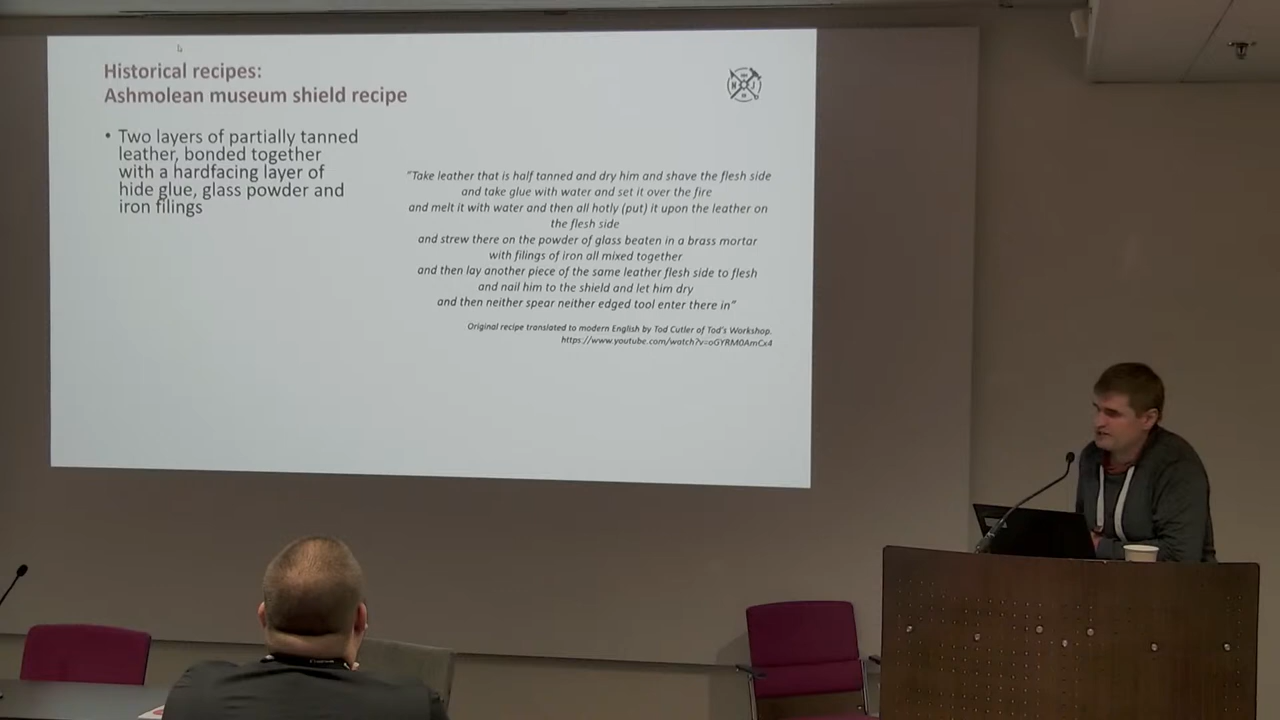 Historical recipes:
Ashmolean museum shield recipe
• Two layers of partially tanned
leather, bonded together
with a hardfacing layer of
hide glue, glass powder and
iron filings
"Take leather that is half tanned and dry him and shave the flesh side
and take glue with water and set it over the fire
and melt it with water and then all hotly (put) it upon the leather on
the flesh side
and strew there on the powder of glass beaten in a brass mortar
with filings of iron all mixed together
and then lay another piece of the same leather flesh side to flesh
and nail him to the shield and let him dry
and then neither spear neither edged tool enter there in"
Original recipe translated to modern English by Tod Cutler of Tod's Workshop.
https://www.youtube.com/watch?v=oGYRM0AmCx4